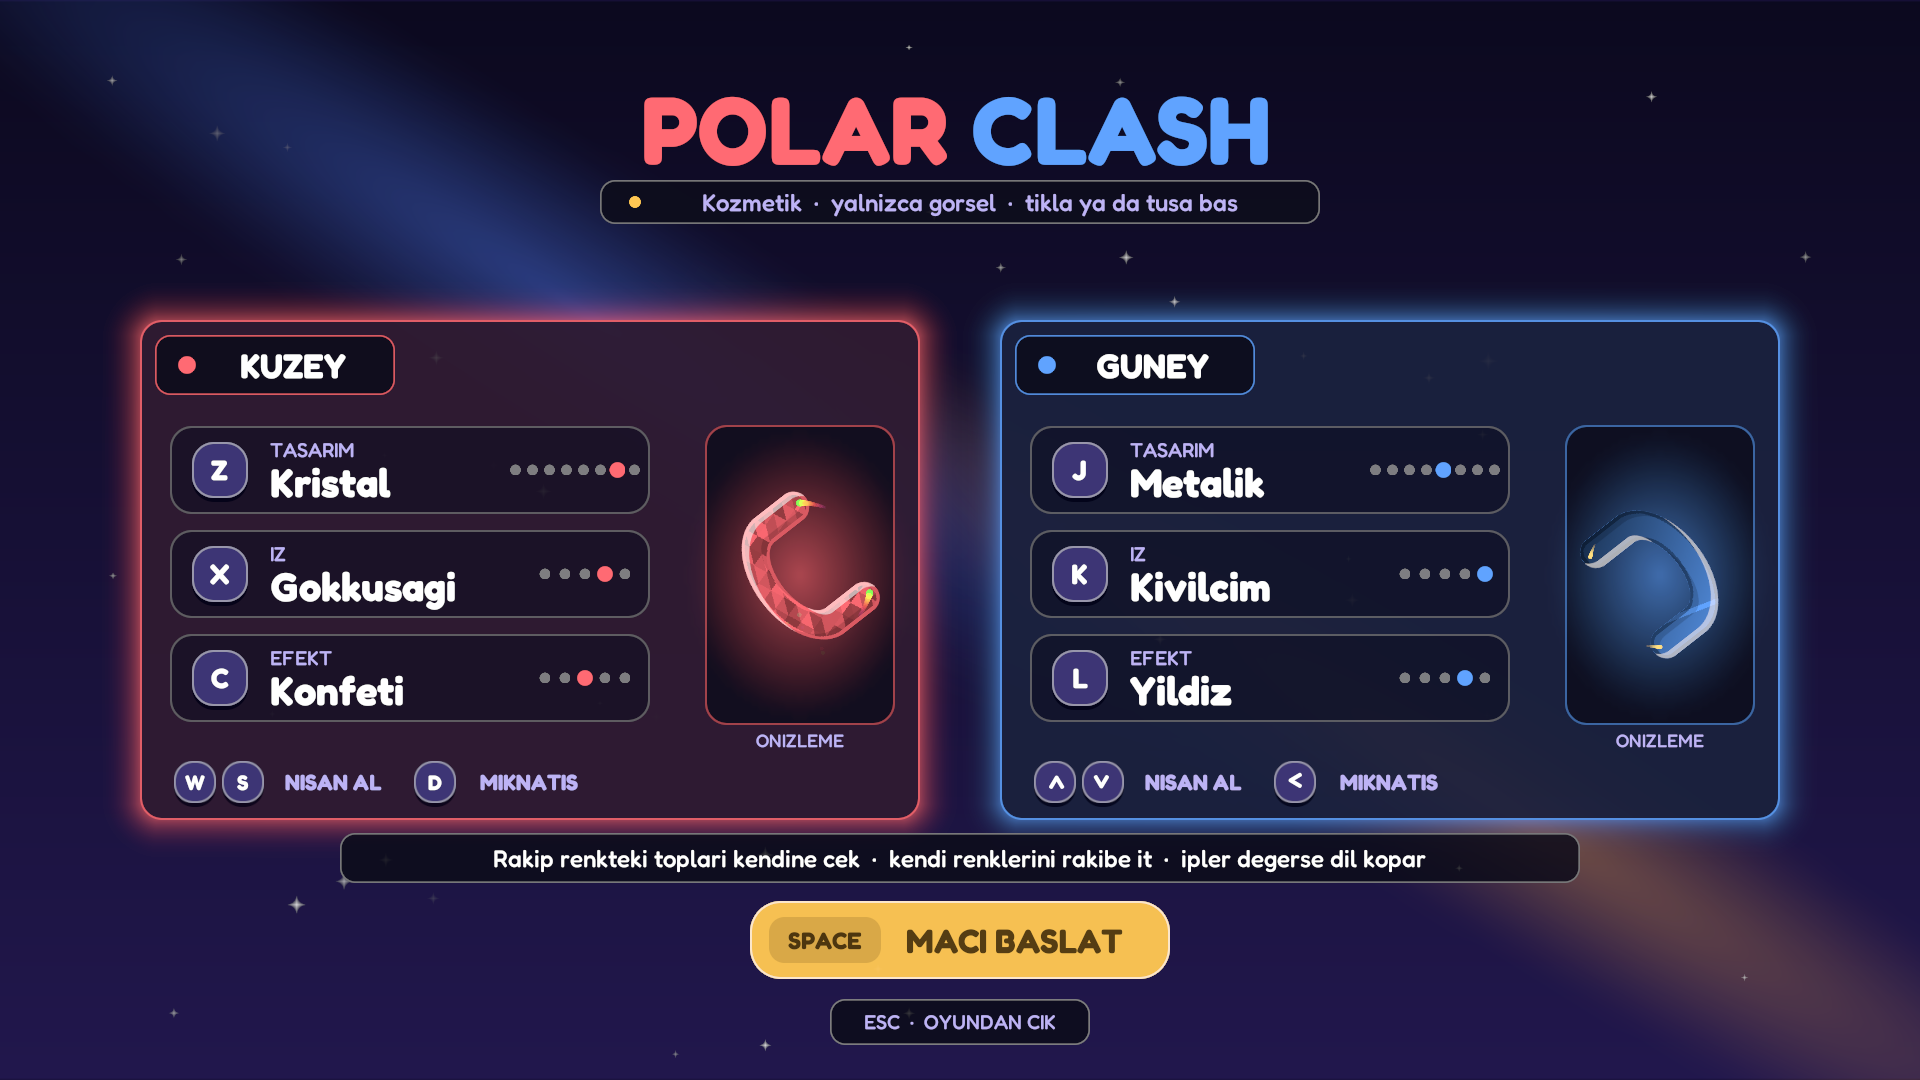 POLAR CLASH
Kozmetik · yalnizca gorsel · tikla ya da tusa bas
KUZEY
Z TASARIM
Kristal
X IZ
Gokkusagi
C EFEKT
Konfeti
ONIZLEME
W S NISAN AL D MIKNATIS
GUNEY
J TASARIM
Metalik
K IZ
Kivilcim
L EFEKT
Yildiz
ONIZLEME
NISAN AL MIKNATIS
Rakip renkteki toplari kendine cek · kendi renklerini rakibe it · ipler degerse dil kopar
SPACE MACI BASLAT
ESC · OYUNDAN CIK